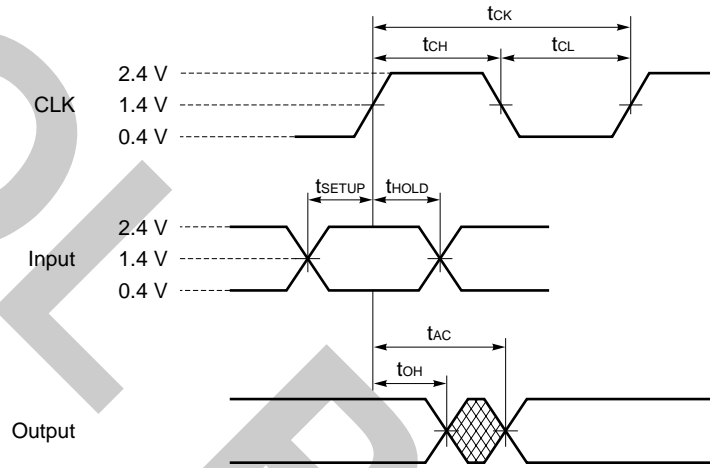 tCK
tCH tCL
2.4 V
CLK 1.4 V
0.4 V
tSETUP tHOLD
2.4 V
Input 1.4 V
0.4 V
tAC
tOH
Output